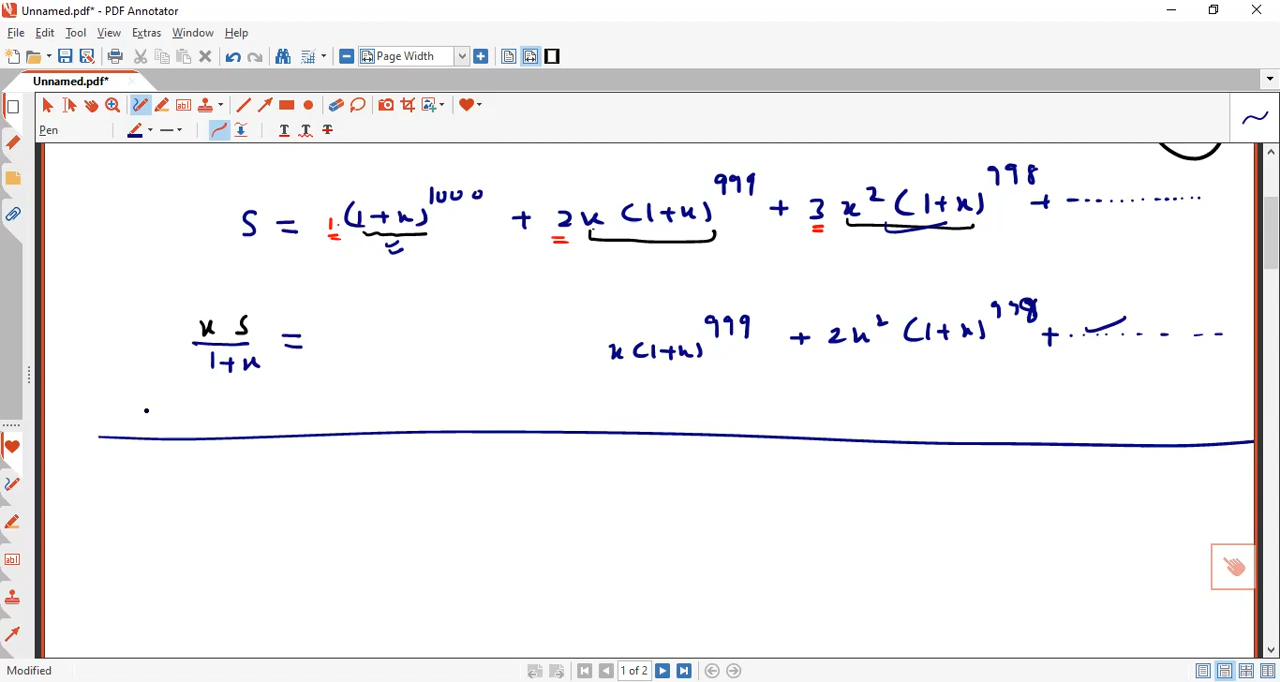 Unnamed.pdf* - PDF Annotator
File Edit Tool View Extras Window Help
Page Width
Unnamed.pdf*
Pen
S = 1.(1+x)^1000 + 2x(1+x)^999 + 3x^2(1+x)^998 + ............
x S / 1+x = x(1+x)^999 + 2x^2(1+x)^998 + ........
Modified
1 of 2